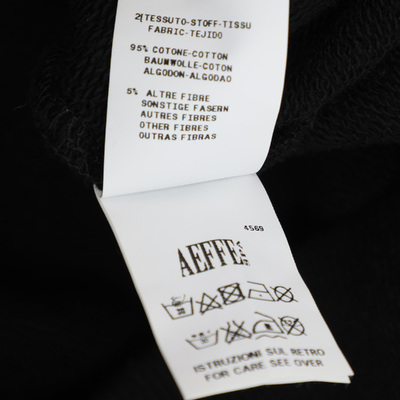 2[TESSUTO-STOFF-TISSU
FABRIC-TEJIDO
95% COTONE-COTTON
BAUMWOLLE-COTON
ALGODON-ALGODAO
5% ALTRE FIBRE
SONSTIGE FASERN
AUTRES FIBRES
OTHER FIBRES
OUTRAS FIBRAS
4569
AEFFE
ISTRUZIONI SUL RETRO
FOR CARE SEE OVER